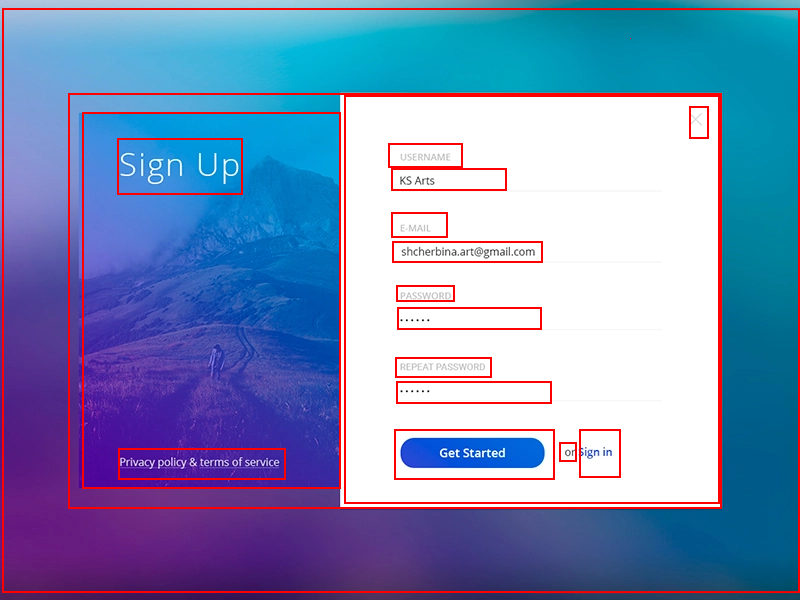 Sign Up
Privacy policy & terms of service
USERNAME
KS Arts
E-MAIL
shcherbina.art@gmail.com
PASSWORD
······
REPEAT PASSWORD
······
Get Started
or Sign in